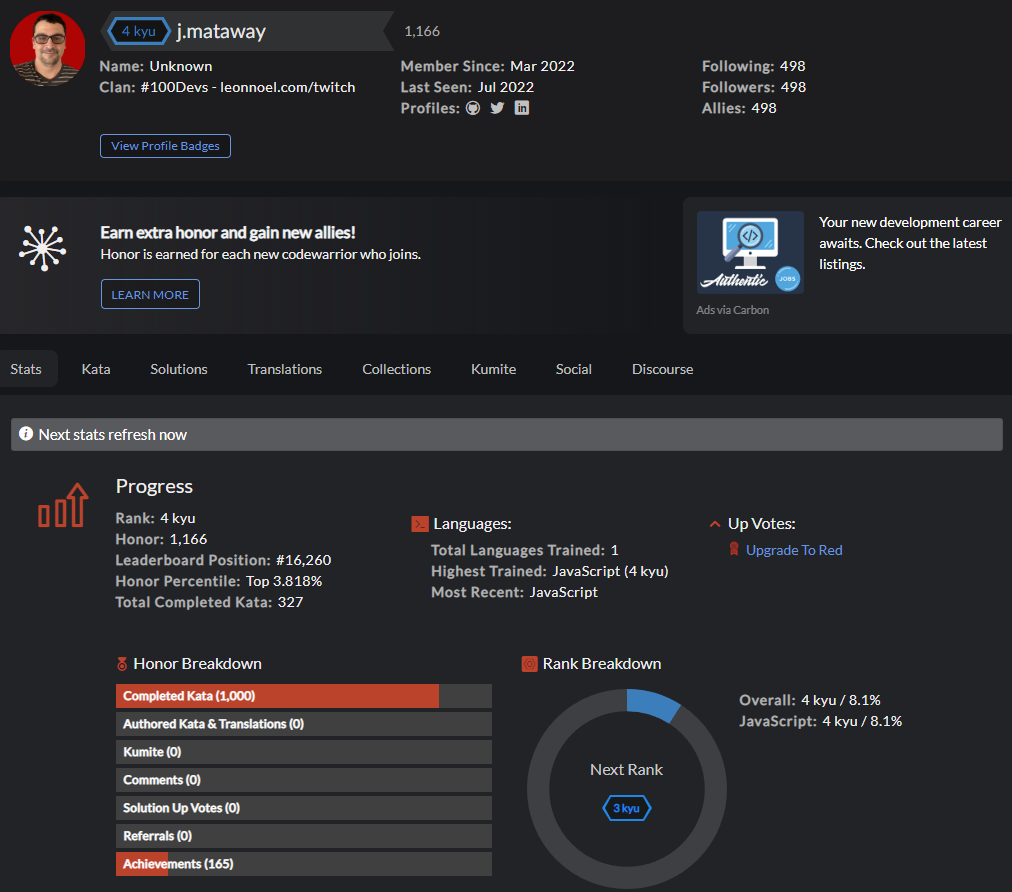 4 kyu j.mataway 1,166
Name: Unknown
Clan: #100Devs - leonnoel.com/twitch
Member Since: Mar 2022
Last Seen: Jul 2022
Profiles:
Following: 498
Followers: 498
Allies: 498
View Profile Badges
Earn extra honor and gain new allies!
Honor is earned for each new codewarrior who joins.
LEARN MORE
Authentic JOBS
Your new development career
awaits. Check out the latest
listings.
Ads via Carbon
Stats Kata Solutions Translations Collections Kumite Social Discourse
Next stats refresh now
Progress
Rank: 4 kyu
Honor: 1,166
Leaderboard Position: #16,260
Honor Percentile: Top 3.818%
Total Completed Kata: 327
Languages:
Total Languages Trained: 1
Highest Trained: JavaScript (4 kyu)
Most Recent: JavaScript
Up Votes:
Upgrade To Red
Honor Breakdown
Completed Kata (1,000)
Authored Kata & Translations (0)
Kumite (0)
Comments (0)
Solution Up Votes (0)
Referrals (0)
Achievements (165)
Rank Breakdown
Next Rank
3 kyu
Overall: 4 kyu / 8.1%
JavaScript: 4 kyu / 8.1%